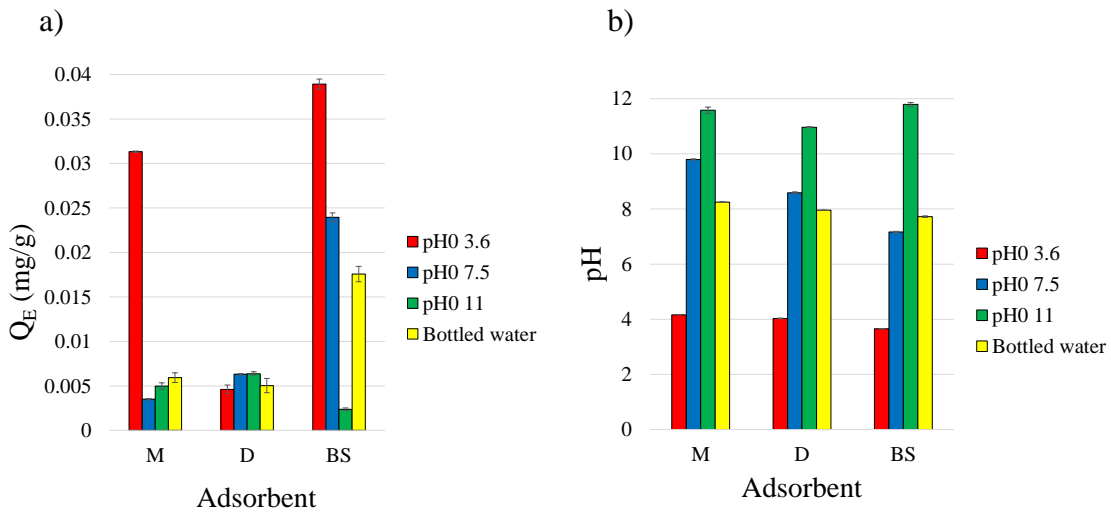 a)
0.04
0.035
0.03
0.025
0.02
0.015
0.01
0.005
0
QE (mg/g)
M D BS
Adsorbent
pH0 3.6
pH0 7.5
pH0 11
Bottled water
b)
12
10
8
6
4
2
0
pH
M D BS
Adsorbent
pH0 3.6
pH0 7.5
pH0 11
Bottled water